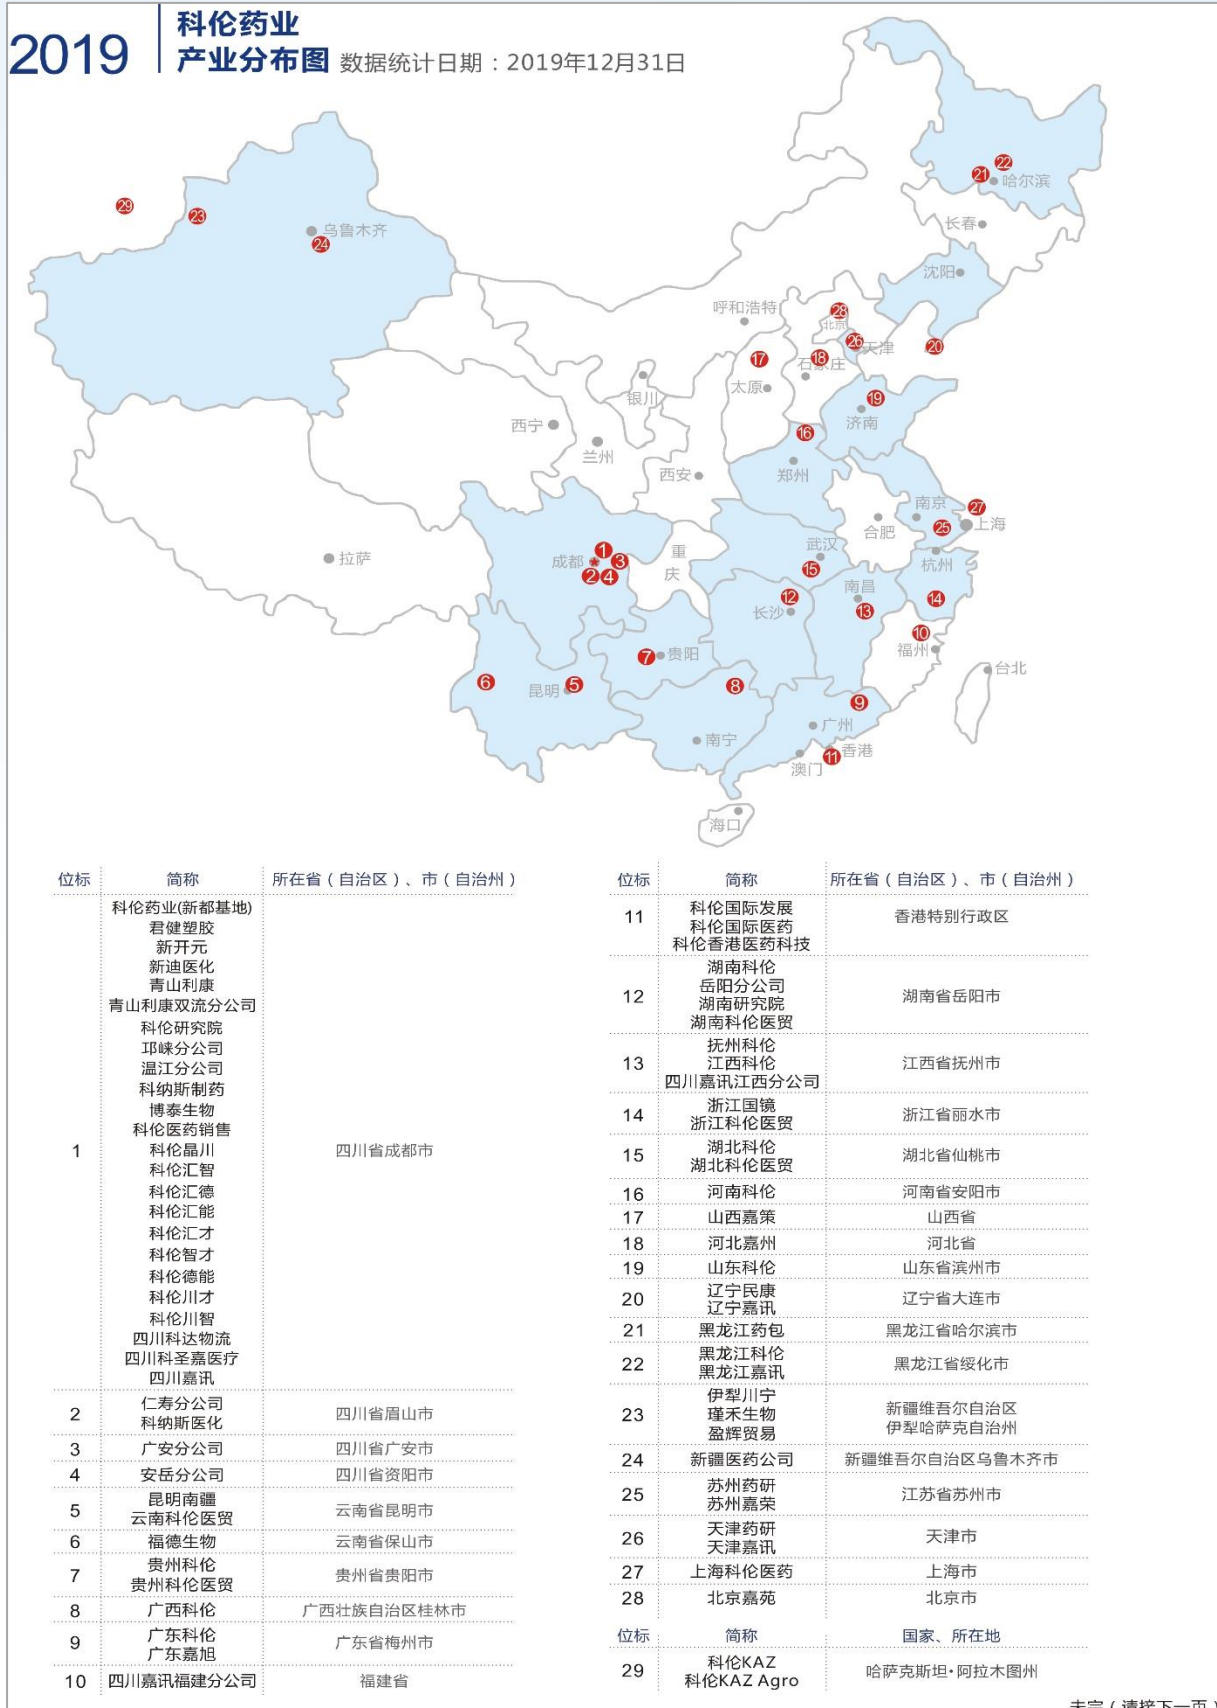 2019
科伦药业
产业分布图 数据统计日期：2019年12月31日
22
21
哈尔滨
29
23
长春
乌鲁木齐
24
沈阳
呼和浩特
28
北京
26
天津
20
17
18
石家庄
太原
银川
19
济南
西宁
16
兰州
郑州
西安
27
南京
上海
25
合肥
武汉
1
重庆
成都
3
拉萨
杭州
15
2
4
南昌
12
14
长沙
13
10
福州
7
贵阳
台北
6
昆明
5
8
9
广州
南宁
香港
11
澳门
海口
位标 简称 所在省（自治区）、市（自治州）
科伦药业(新都基地)
君健塑胶
新开元
新迪医化
青山利康
青山利康双流分公司
科伦研究院
邛崃分公司
温江分公司
科纳斯制药
博泰生物
科伦医药销售
1 科伦晶川 四川省成都市
科伦汇智
科伦汇德
科伦汇能
科伦汇才
科伦智才
科伦德能
科伦川才
科伦川智
四川科达物流
四川科圣嘉医疗
四川嘉讯
2 仁寿分公司 四川省眉山市
科纳斯医化
3 广安分公司 四川省广安市
4 安岳分公司 四川省资阳市
5 昆明南疆 云南省昆明市
云南科伦医贸
6 福德生物 云南省保山市
7 贵州科伦 贵州省贵阳市
贵州科伦医贸
8 广西科伦 广西壮族自治区桂林市
9 广东科伦 广东省梅州市
广东嘉旭
10 四川嘉讯福建分公司 福建省
位标 简称 所在省（自治区）、市（自治州）
科伦国际发展
11 科伦国际医药 香港特别行政区
科伦香港医药科技
湖南科伦
岳阳分公司
12 湖南研究院 湖南省岳阳市
湖南科伦医贸
抚州科伦
13 江西科伦 江西省抚州市
四川嘉讯江西分公司
14 浙江国镜 浙江省丽水市
浙江科伦医贸
15 湖北科伦 湖北省仙桃市
湖北科伦医贸
16 河南科伦 河南省安阳市
17 山西嘉策 山西省
18 河北嘉州 河北省
19 山东科伦 山东省滨州市
20 辽宁民康 辽宁省大连市
辽宁嘉讯
21 黑龙江药包 黑龙江省哈尔滨市
22 黑龙江科伦 黑龙江省绥化市
黑龙江嘉讯
伊犁川宁 新疆维吾尔自治区
23 瑾禾生物 伊犁哈萨克自治州
盈辉贸易
24 新疆医药公司 新疆维吾尔自治区乌鲁木齐市
25 苏州药研 江苏省苏州市
苏州嘉荣
26 天津药研 天津市
天津嘉讯
27 上海科伦医药 上海市
28 北京嘉苑 北京市
位标 简称 国家、所在地
29 科伦KAZ 哈萨克斯坦·阿拉木图州
科伦KAZ Agro
未完（请接下一页）